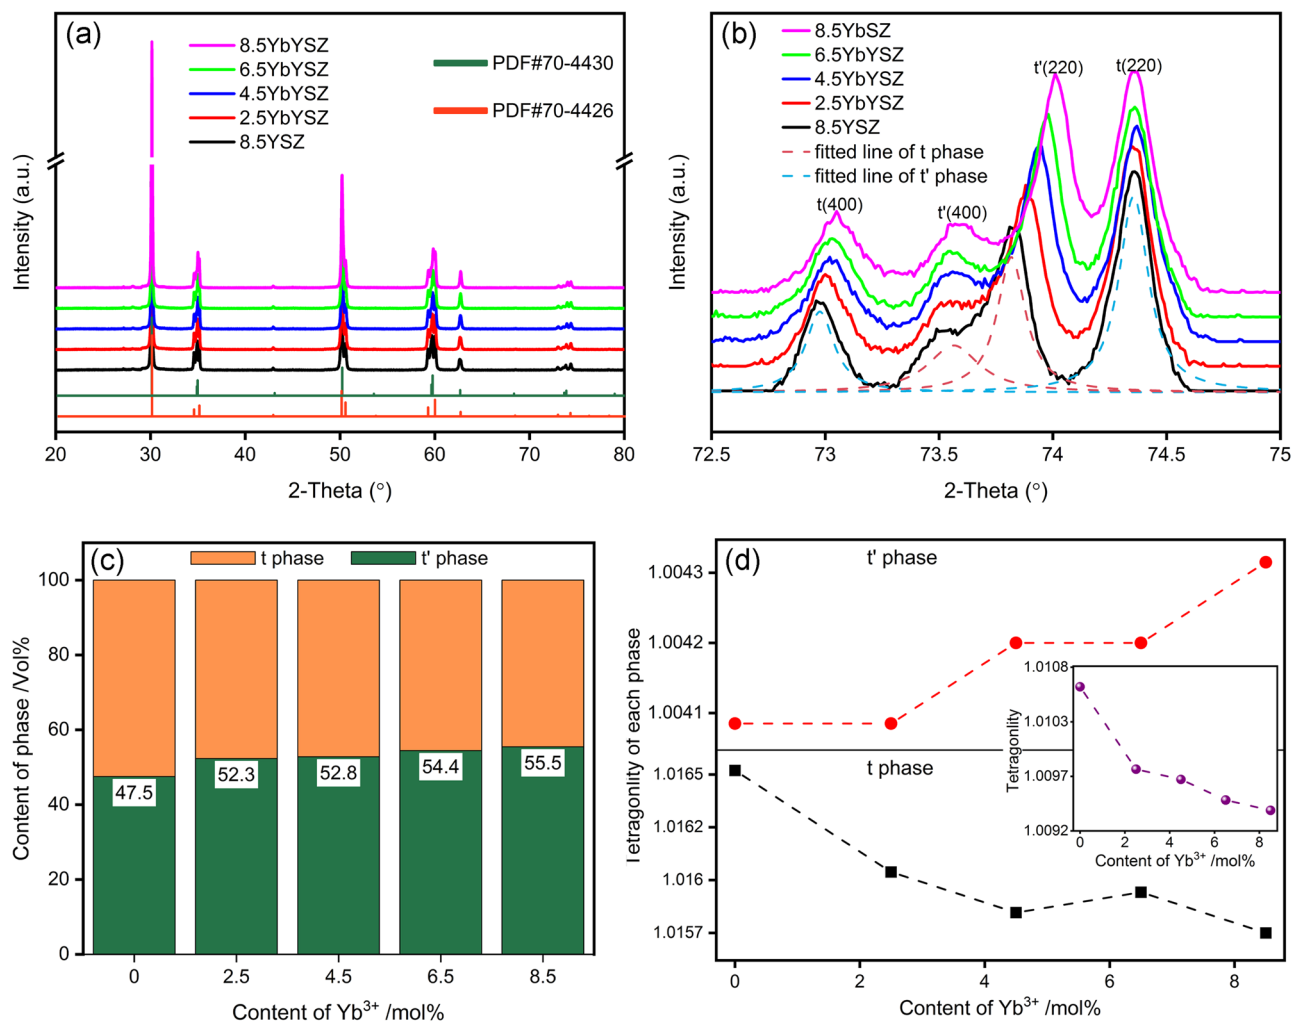 (a)
8.5YbYSZ
6.5YbYSZ
4.5YbYSZ
2.5YbYSZ
8.5YSZ
PDF#70-4430
PDF#70-4426
Intensity (a.u.)
20 30 40 50 60 70 80
2-Theta (°)
(b)
8.5YbSZ
6.5YbYSZ
4.5YbYSZ
2.5YbYSZ
8.5YSZ
fitted line of t phase
fitted line of t' phase
t'(220) t(220)
t(400) t'(400)
Intensity (a.u.)
72.5 73 73.5 74 74.5 75
2-Theta (°)
(c)
t phase t' phase
Content of phase /Vol%
100
80
60
40
20
0
47.5 52.3 52.8 54.4 55.5
0 2.5 4.5 6.5 8.5
Content of Yb³⁺ /mol%
(d)
t' phase
Tetragonlity of each phase
1.0043
1.0042
1.0041
t phase
1.0165
1.0162
1.016
1.0157
0 2 4 6 8
Content of Yb³⁺ /mol%
Tetragonlity
1.0108
1.0103
1.0097
1.0092
0 2 4 6 8
Content of Yb³⁺ /mol%